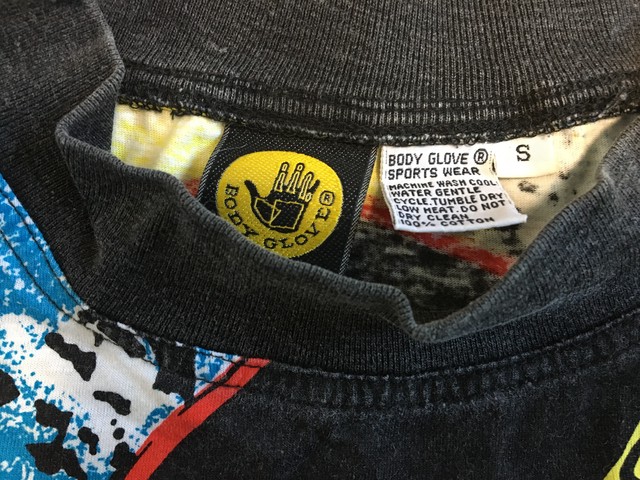 BODY GLOVE®
BODY GLOVE ®
SPORTS WEAR
MACHINE WASH COOL
WATER GENTLE
CYCLE.TUMBLE DRY
LOW HEAT.DO NOT
DRY CLEAN
100% COTTON
S